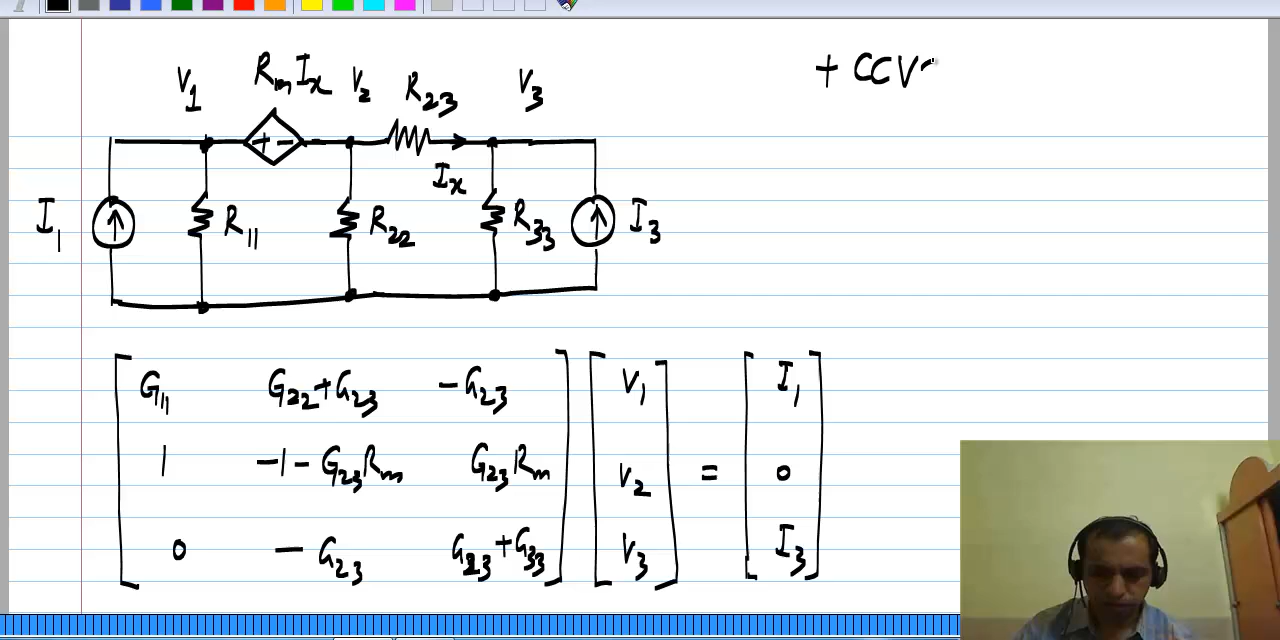 + CCV
V1 RmIx V2 R23 V3
Ix
I1 R11 R22 R33 I3
+ -
G11 G22+G23 -G23 V1 I1
1 -1-G23Rm G23Rm V2 = 0
0 -G23 G23+G33 V3 I3